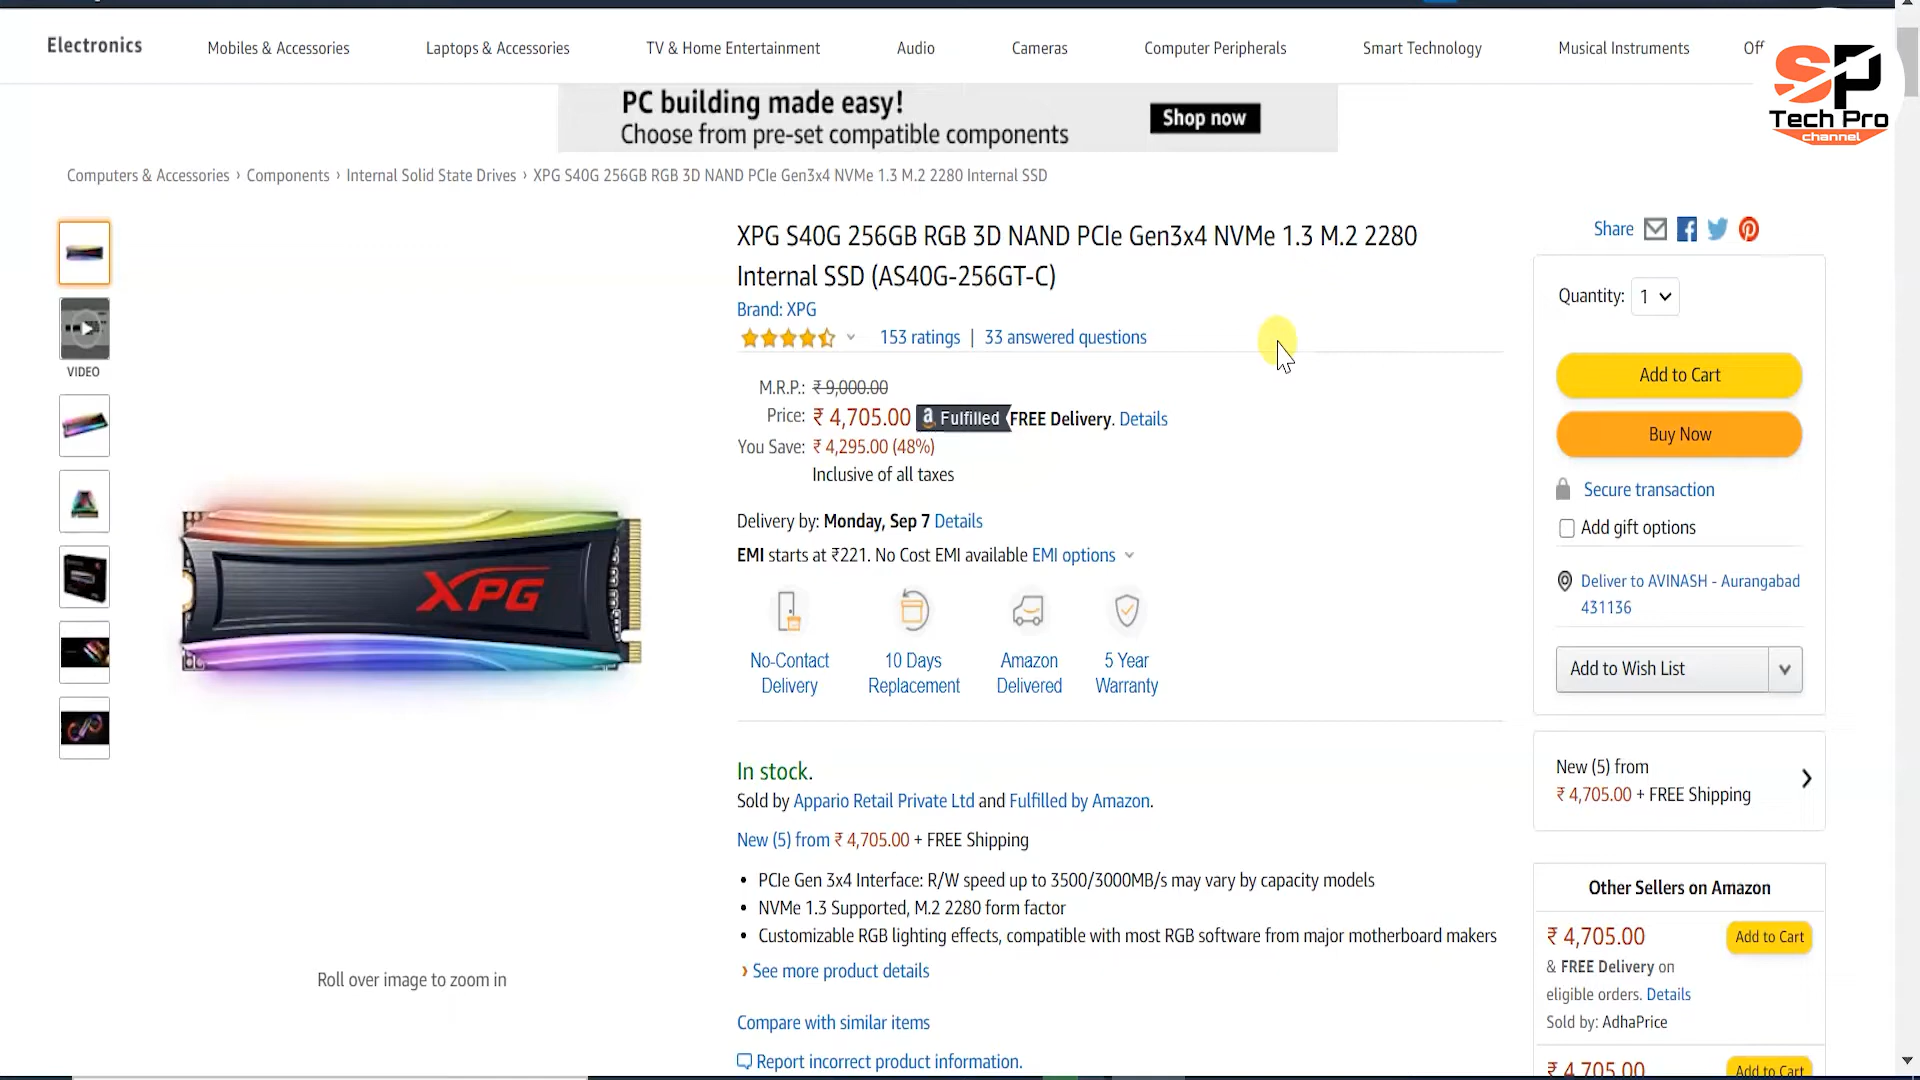 Electronics
Mobiles & Accessories
Laptops & Accessories
TV & Home Entertainment
Audio
Cameras
Computer Peripherals
Smart Technology
Musical Instruments
Off
SP
Tech Pro
channel
PC building made easy!
Choose from pre-set compatible components
Shop now
Computers & Accessories › Components › Internal Solid State Drives › XPG S40G 256GB RGB 3D NAND PCIe Gen3x4 NVMe 1.3 M.2 2280 Internal SSD
VIDEO
XPG
Roll over image to zoom in
XPG S40G 256GB RGB 3D NAND PCIe Gen3x4 NVMe 1.3 M.2 2280
Internal SSD (AS40G-256GT-C)
Brand: XPG
153 ratings | 33 answered questions
M.R.P.: ₹ 9,000.00
Price: ₹ 4,705.00 a Fulfilled FREE Delivery. Details
You Save: ₹ 4,295.00 (48%)
Inclusive of all taxes
Delivery by: Monday, Sep 7 Details
EMI starts at ₹221. No Cost EMI available EMI options
No-Contact
Delivery
10 Days
Replacement
Amazon
Delivered
5 Year
Warranty
In stock.
Sold by Appario Retail Private Ltd and Fulfilled by Amazon.
New (5) from ₹ 4,705.00 + FREE Shipping
• PCIe Gen 3x4 Interface: R/W speed up to 3500/3000MB/s may vary by capacity models
• NVMe 1.3 Supported, M.2 2280 form factor
• Customizable RGB lighting effects, compatible with most RGB software from major motherboard makers
› See more product details
Compare with similar items
Report incorrect product information.
Share
Quantity: 1
Add to Cart
Buy Now
Secure transaction
Add gift options
Deliver to AVINASH - Aurangabad
431136
Add to Wish List
New (5) from
₹ 4,705.00 + FREE Shipping
Other Sellers on Amazon
₹ 4,705.00
Add to Cart
& FREE Delivery on
eligible orders. Details
Sold by: AdhaPrice
₹ 4,705.00
Add to Cart